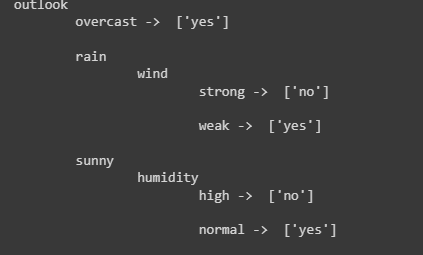 outlook
overcast -> ['yes']
rain
wind
strong -> ['no']
weak -> ['yes']
sunny
humidity
high -> ['no']
normal -> ['yes']